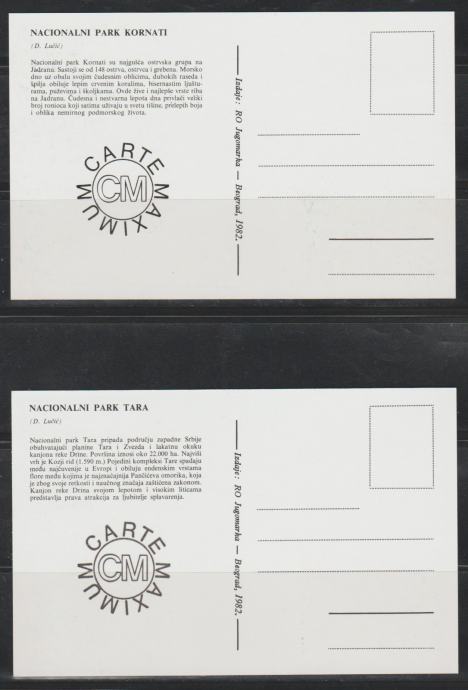 NACIONALNI PARK KORNATI
(D. Lučić)
Nacionalni park Kornati su najgušća ostrvska grupa na
Jadranu. Sastoji se od 148 ostrva, ostrvca i grebena. Morsko
dno uz obalu svojim čudesnim oblicima, dubokih raseda i
špilja obiluje lepim crvenim koralima, bisernastim ljuštu-
rama, puževima i školjkama. Ovde žive i najlepše vrste riba
na Jadranu. Čudesna i nestvarna lepota dna privlači veliki
broj ronioca koji satima uživaju u svetu tišine, prelepih boja
i oblika nemirnog podmorskog života.
CARTE MAXIMUM
CM
Izdaje: RO Jugomarka — Beograd, 1982.
NACIONALNI PARK TARA
(D. Lučić)
Nacionalni park Tara pripada području zapadne Srbije
obuhvatajući planine Tara i Zvezda i lakatnu okuku
kanjona reke Drine. Površina iznosi oko 22.000 ha. Najviši
vrh je Kozji rid (1.590 m.) Pojedini kompleksi Tare spadaju
među najčuvenije u Evropi i obiluju endemskim vrstama
flore među kojima je najznačajnija Pančićeva omorika, koja
je zbog svoje retkosti i naučnog značaja zaštićena zakonom.
Kanjon reke Drina svojom lepotom i visokim liticama
predstavlja prava atrakcija za ljubitelje splavarenja.
CARTE MAXIMUM
CM
Izdaje: RO Jugomarka — Beograd, 1982.